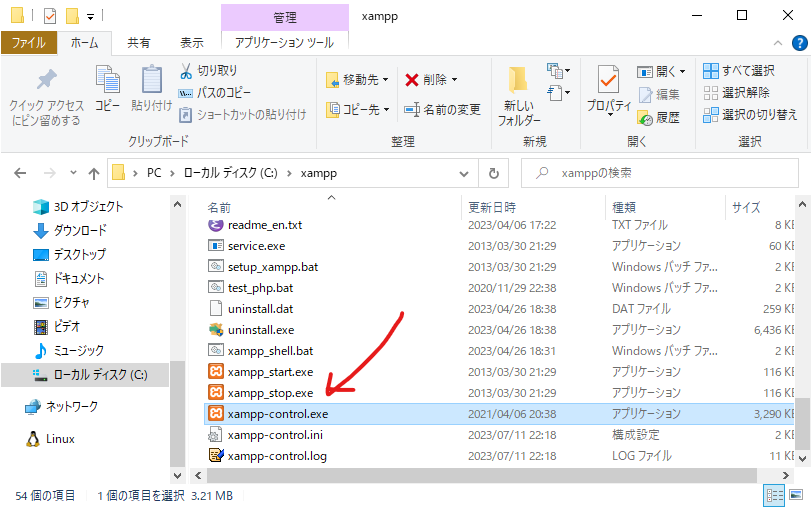 管理 xampp
ファイル ホーム 共有 表示 アプリケーション ツール
クイック アクセス
にピン留めする
コピー
貼り付け
切り取り
パスのコピー
ショートカットの貼り付け
クリップボード
移動先
コピー先
削除
名前の変更
整理
新しい
フォルダー
新規
プロパティ
開く
編集
履歴
開く
すべて選択
選択解除
選択の切り替え
選択
PC ローカル ディスク (C:) xampp
xamppの検索
3D オブジェクト
ダウンロード
デスクトップ
ドキュメント
ピクチャ
ビデオ
ミュージック
ローカル ディスク (C:)
ネットワーク
Linux
名前 更新日時 種類 サイズ
readme_en.txt 2023/04/06 17:22 TXT ファイル 8 KE
service.exe 2013/03/30 21:29 アプリケーション 60 KE
setup_xampp.bat 2013/03/30 21:29 Windows バッチ ファ... 2 KE
test_php.bat 2020/11/29 22:38 Windows バッチ ファ... 2 KE
uninstall.dat 2023/04/26 18:38 DAT ファイル 259 KE
uninstall.exe 2023/04/26 18:38 アプリケーション 6,436 KE
xampp_shell.bat 2023/04/26 18:31 Windows バッチ ファ... 2 KE
xampp_start.exe 2013/03/30 21:29 アプリケーション 116 KE
xampp_stop.exe 2013/03/30 21:29 アプリケーション 116 KE
xampp-control.exe 2021/04/06 20:38 アプリケーション 3,290 KE
xampp-control.ini 2023/07/11 22:18 構成設定 2 KE
xampp-control.log 2023/07/11 22:18 LOG ファイル 11 KE
54 個の項目 1 個の項目を選択 3.21 MB